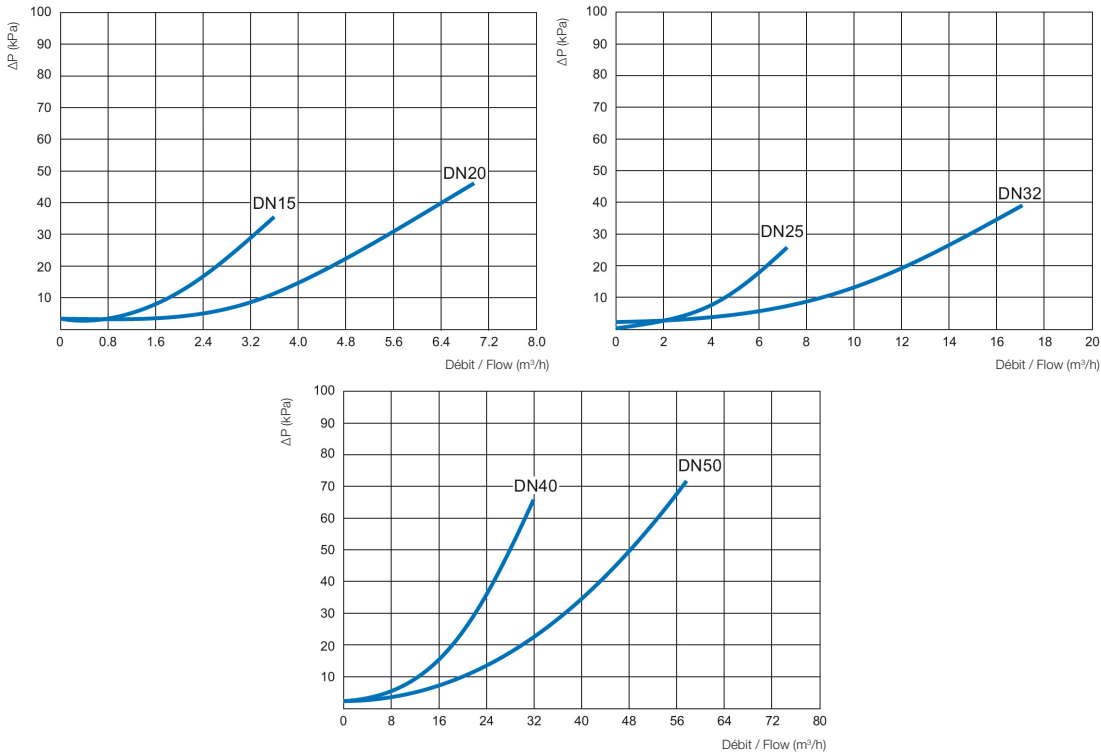 ΔP (kPa)
100
90
80
70
60
50
40
30
20
10
DN15
DN20
0 0.8 1.6 2.4 3.2 4.0 4.8 5.6 6.4 7.2 8.0
Débit / Flow (m³/h)
ΔP (kPa)
100
90
80
70
60
50
40
30
20
10
DN25
DN32
0 2 4 6 8 10 12 14 16 18 20
Débit / Flow (m³/h)
ΔP (kPa)
100
90
80
70
60
50
40
30
20
10
DN40
DN50
0 8 16 24 32 40 48 56 64 72 80
Débit / Flow (m³/h)